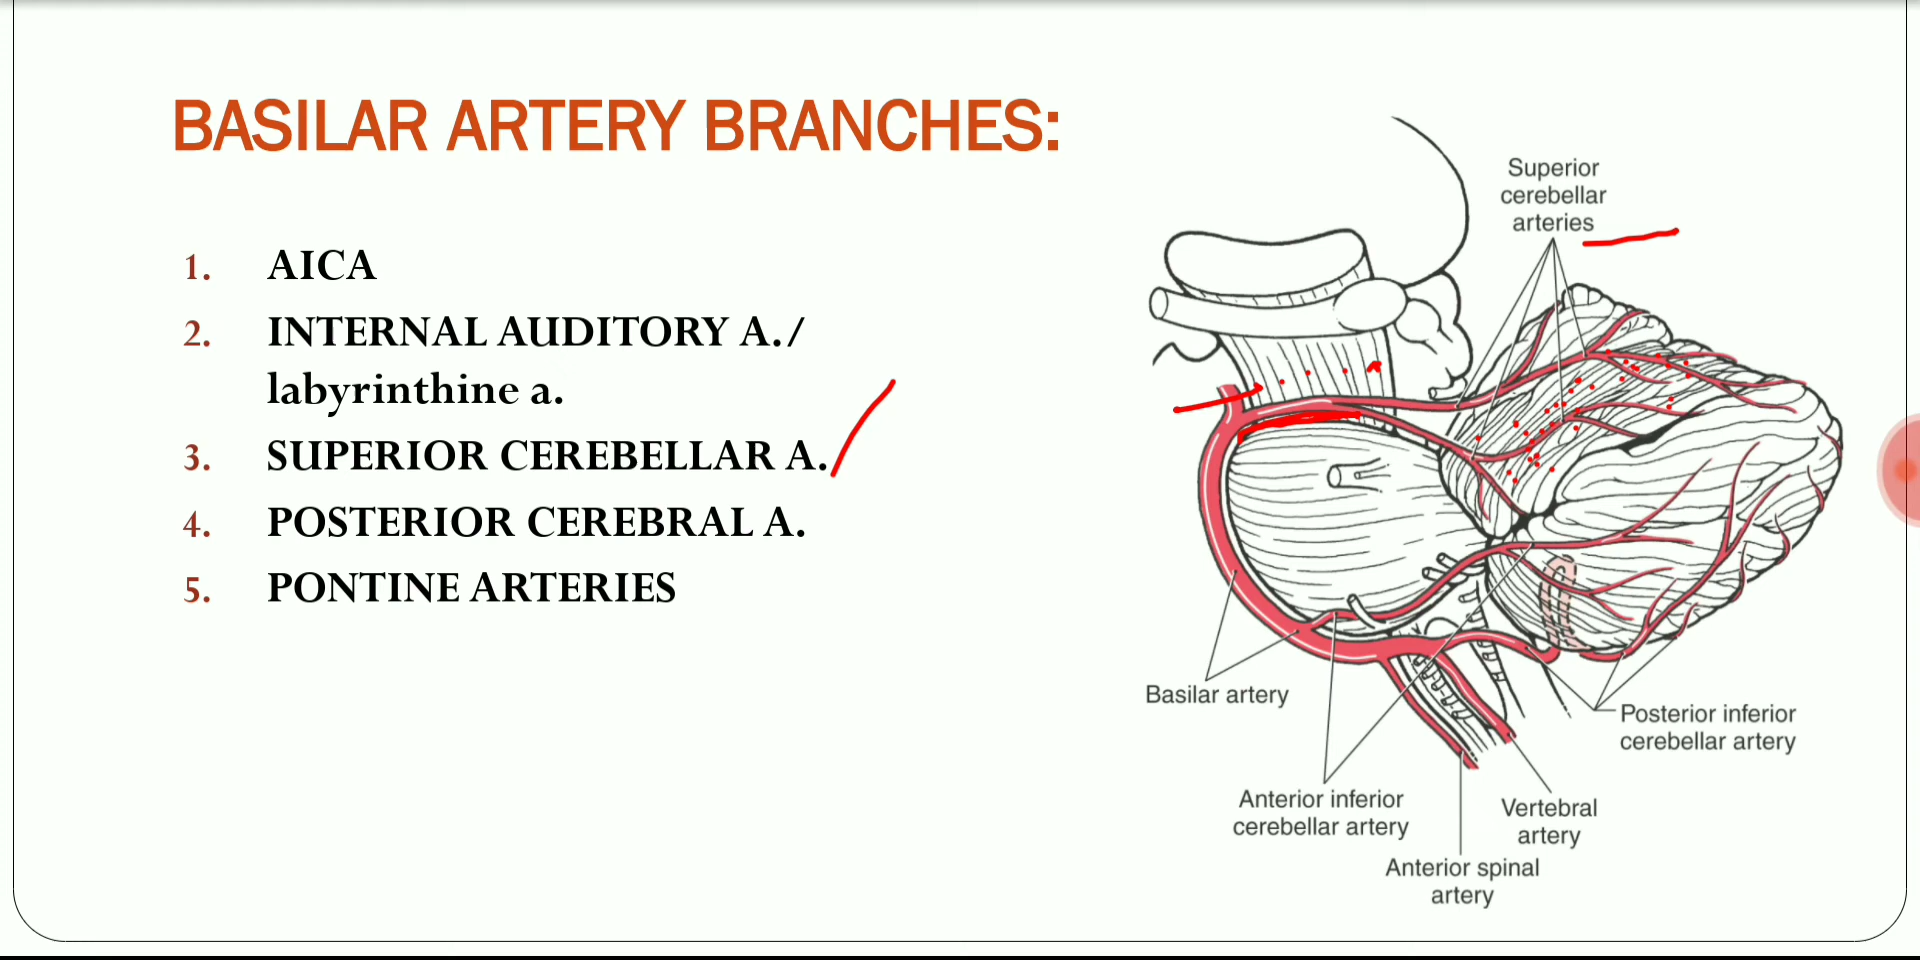 BASILAR ARTERY BRANCHES:
1. AICA
2. INTERNAL AUDITORY A./
labyrinthine a.
3. SUPERIOR CEREBELLAR A.
4. POSTERIOR CEREBRAL A.
5. PONTINE ARTERIES
Superior
cerebellar
arteries
Basilar artery
Posterior inferior
cerebellar artery
Anterior inferior
cerebellar artery
Vertebral
artery
Anterior spinal
artery